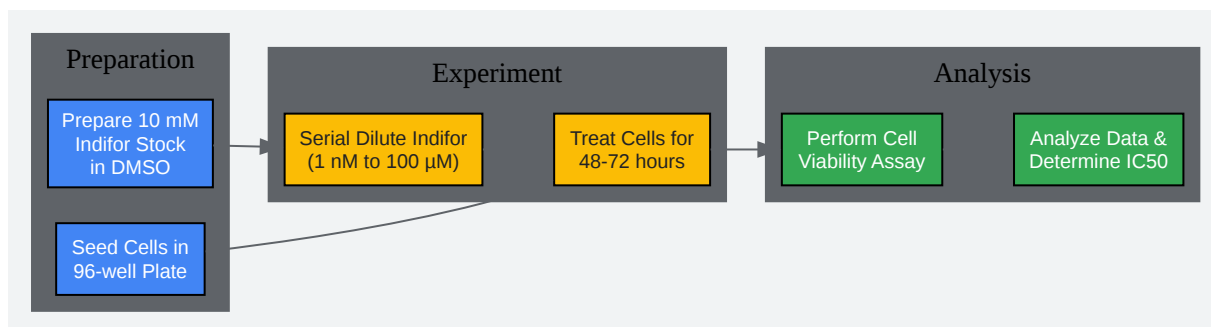 Preparation
Prepare 10 mM
Indifor Stock
in DMSO
Seed Cells in
96-well Plate
Experiment
Serial Dilute Indifor
(1 nM to 100 µM)
Treat Cells for
48-72 hours
Analysis
Perform Cell
Viability Assay
Analyze Data &
Determine IC50